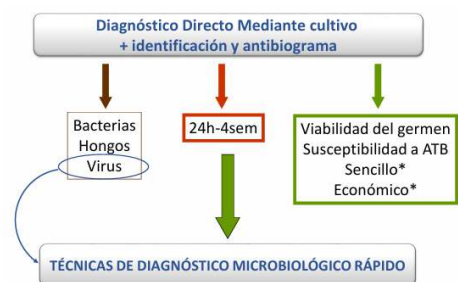 Diagnóstico Directo Mediante cultivo
+ identificación y antibiograma
Bacterias
Hongos
Virus
24h-4sem
Viabilidad del germen
Susceptibilidad a ATB
Sencillo*
Económico*
TÉCNICAS DE DIAGNÓSTICO MICROBIOLÓGICO RÁPIDO